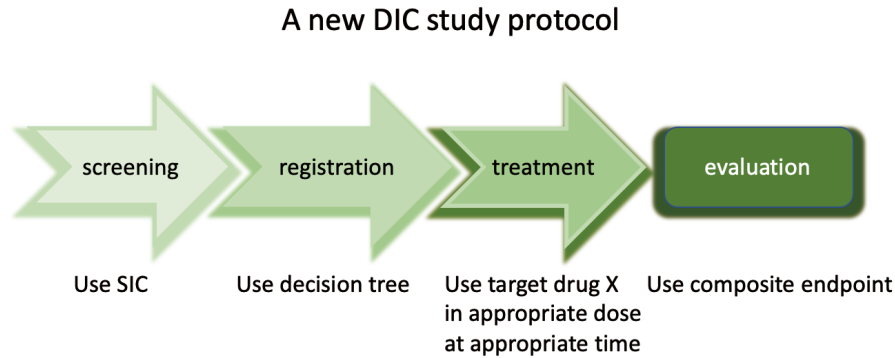 A new DIC study protocol
screening
registration
treatment
evaluation
Use SIC
Use decision tree
Use target drug X
in appropriate dose
at appropriate time
Use composite endpoint